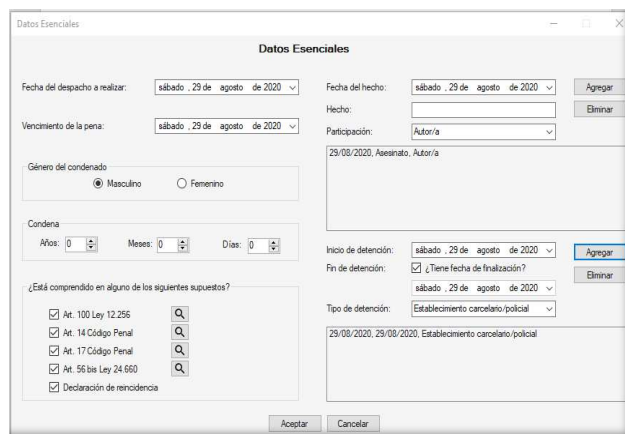 Datos Esenciales
Datos Esenciales
Fecha del despacho a realizar: sábado , 29 de agosto de 2020
Vencimiento de la pena: sábado , 29 de agosto de 2020
Género del condenado
Masculino Femenino
Condena
Años: 0 Meses: 0 Días: 0
¿Está comprendido en alguno de los siguientes supuestos?
Art. 100 Ley 12.256
Art. 14 Código Penal
Art. 17 Código Penal
Art. 56 bis Ley 24.660
Declaración de reincidencia
Fecha del hecho: sábado , 29 de agosto de 2020 Agregar
Hecho: Eliminar
Participación: Autor/a
29/08/2020, Asesinato, Autor/a
Inicio de detención: sábado , 29 de agosto de 2020 Agregar
Fin de detención: ¿Tiene fecha de finalización? Eliminar
sábado , 29 de agosto de 2020
Tipo de detención: Establecimiento carcelario/policial
29/08/2020, 29/08/2020, Establecimiento carcelario/policial
Aceptar Cancelar